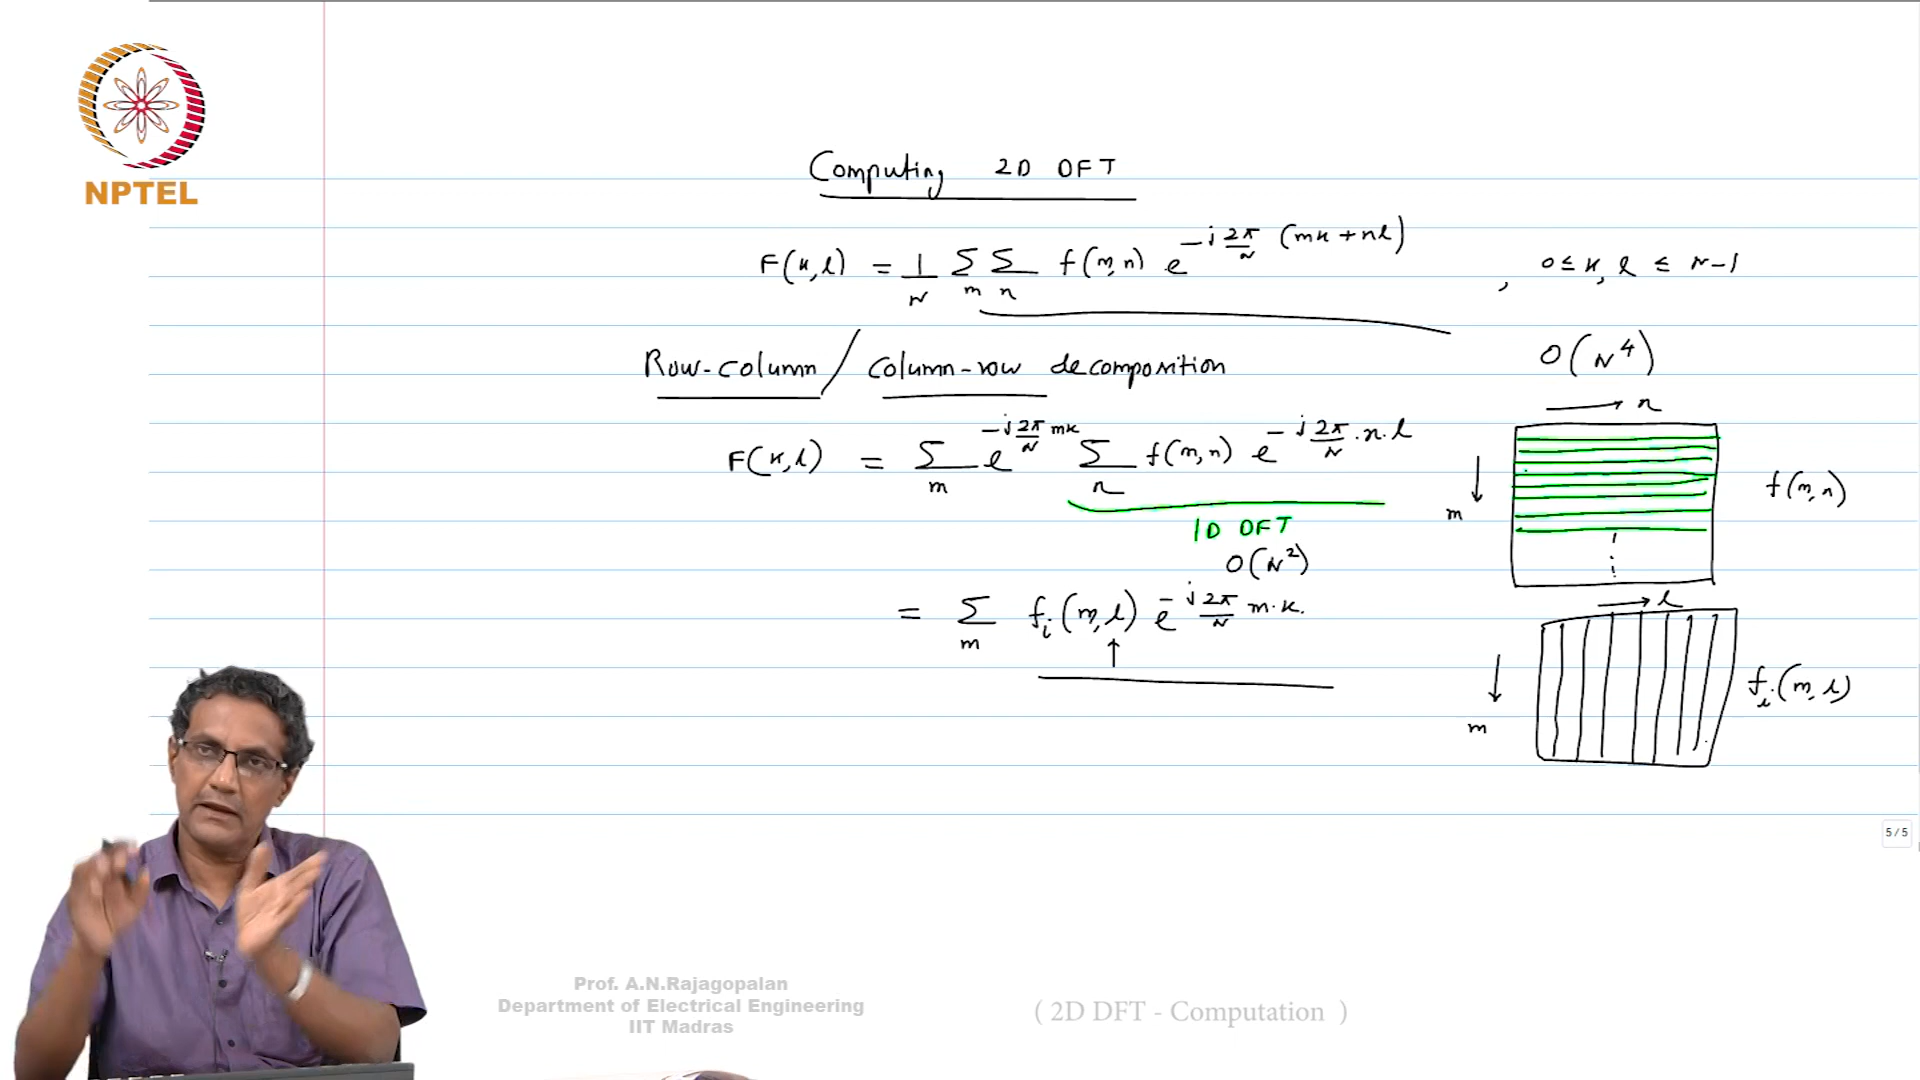 NPTEL
Computing 2D DFT
F(k,l) = 1/N Σ_m Σ_n f(m,n) e^{-j 2π/N (mk+nl)} , 0 ≤ k, l ≤ N-1
O(N^4)
Row-column / column-row decomposition
F(k,l) = Σ_m e^{-j 2π/N mk} Σ_n f(m,n) e^{-j 2π/N · n·l}
1D DFT
O(N^2)
= Σ_m f_i(m,l) e^{-j 2π/N m·k.}
n
m
f(m,n)
l
m
f_i(m,l)
5/5
Prof. A.N.Rajagopalan
Department of Electrical Engineering
IIT Madras
( 2D DFT - Computation )